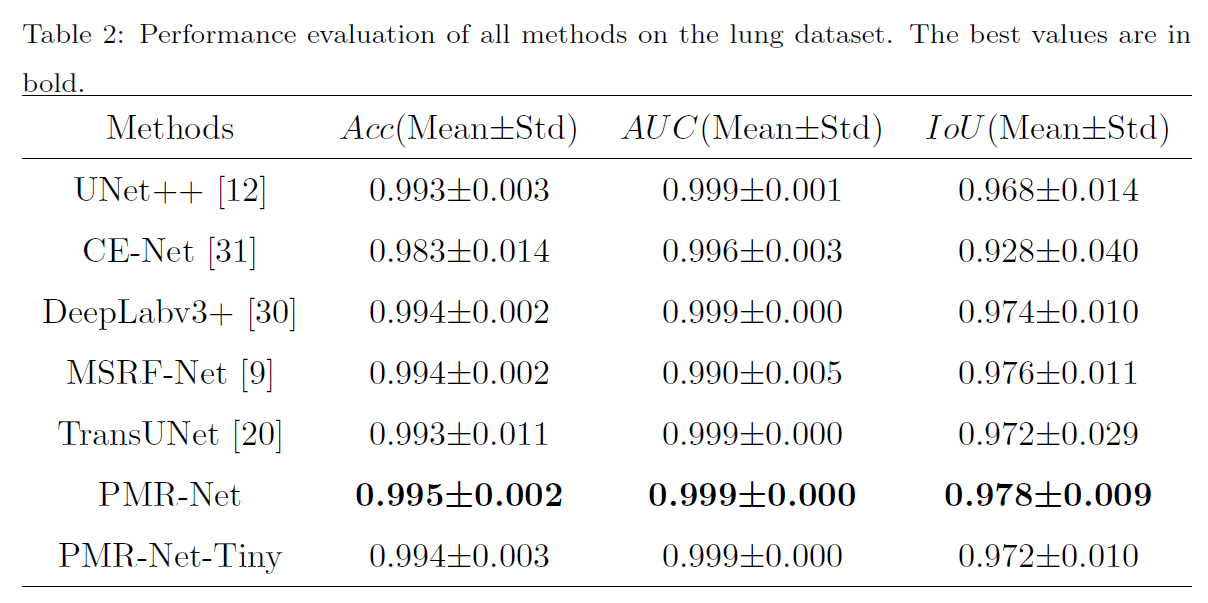 Table 2: Performance evaluation of all methods on the lung dataset. The best values are in
bold.
Methods Acc(Mean±Std) AUC(Mean±Std) IoU(Mean±Std)
UNet++ [12] 0.993±0.003 0.999±0.001 0.968±0.014
CE-Net [31] 0.983±0.014 0.996±0.003 0.928±0.040
DeepLabv3+ [30] 0.994±0.002 0.999±0.000 0.974±0.010
MSRF-Net [9] 0.994±0.002 0.990±0.005 0.976±0.011
TransUNet [20] 0.993±0.011 0.999±0.000 0.972±0.029
PMR-Net 0.995±0.002 0.999±0.000 0.978±0.009
PMR-Net-Tiny 0.994±0.003 0.999±0.000 0.972±0.010